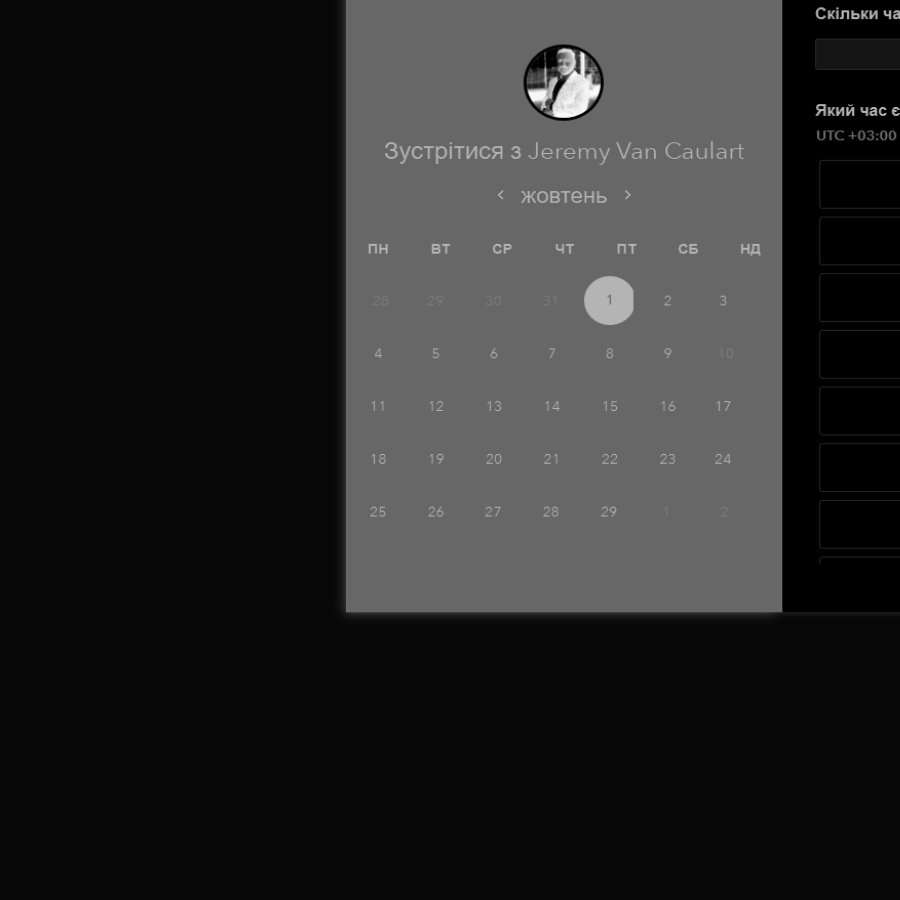 Скільки ча
Який час є
UTC +03:00
Зустрітися з Jeremy Van Caulart
< жовтень >
ПН ВТ СР ЧТ ПТ СБ НД
28 29 30 31 1 2 3
4 5 6 7 8 9 10
11 12 13 14 15 16 17
18 19 20 21 22 23 24
25 26 27 28 29 1 2